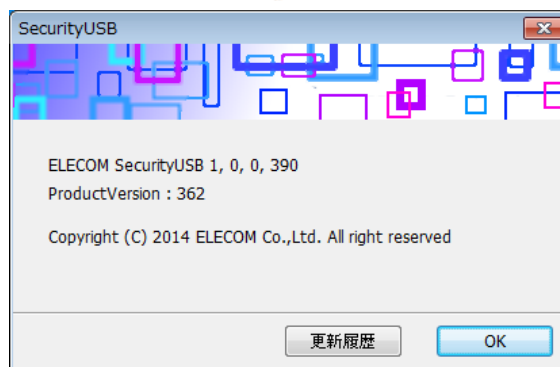 SecurityUSB
ELECOM SecurityUSB 1, 0, 0, 390
ProductVersion : 362
Copyright (C) 2014 ELECOM Co.,Ltd. All right reserved
更新履歴
OK